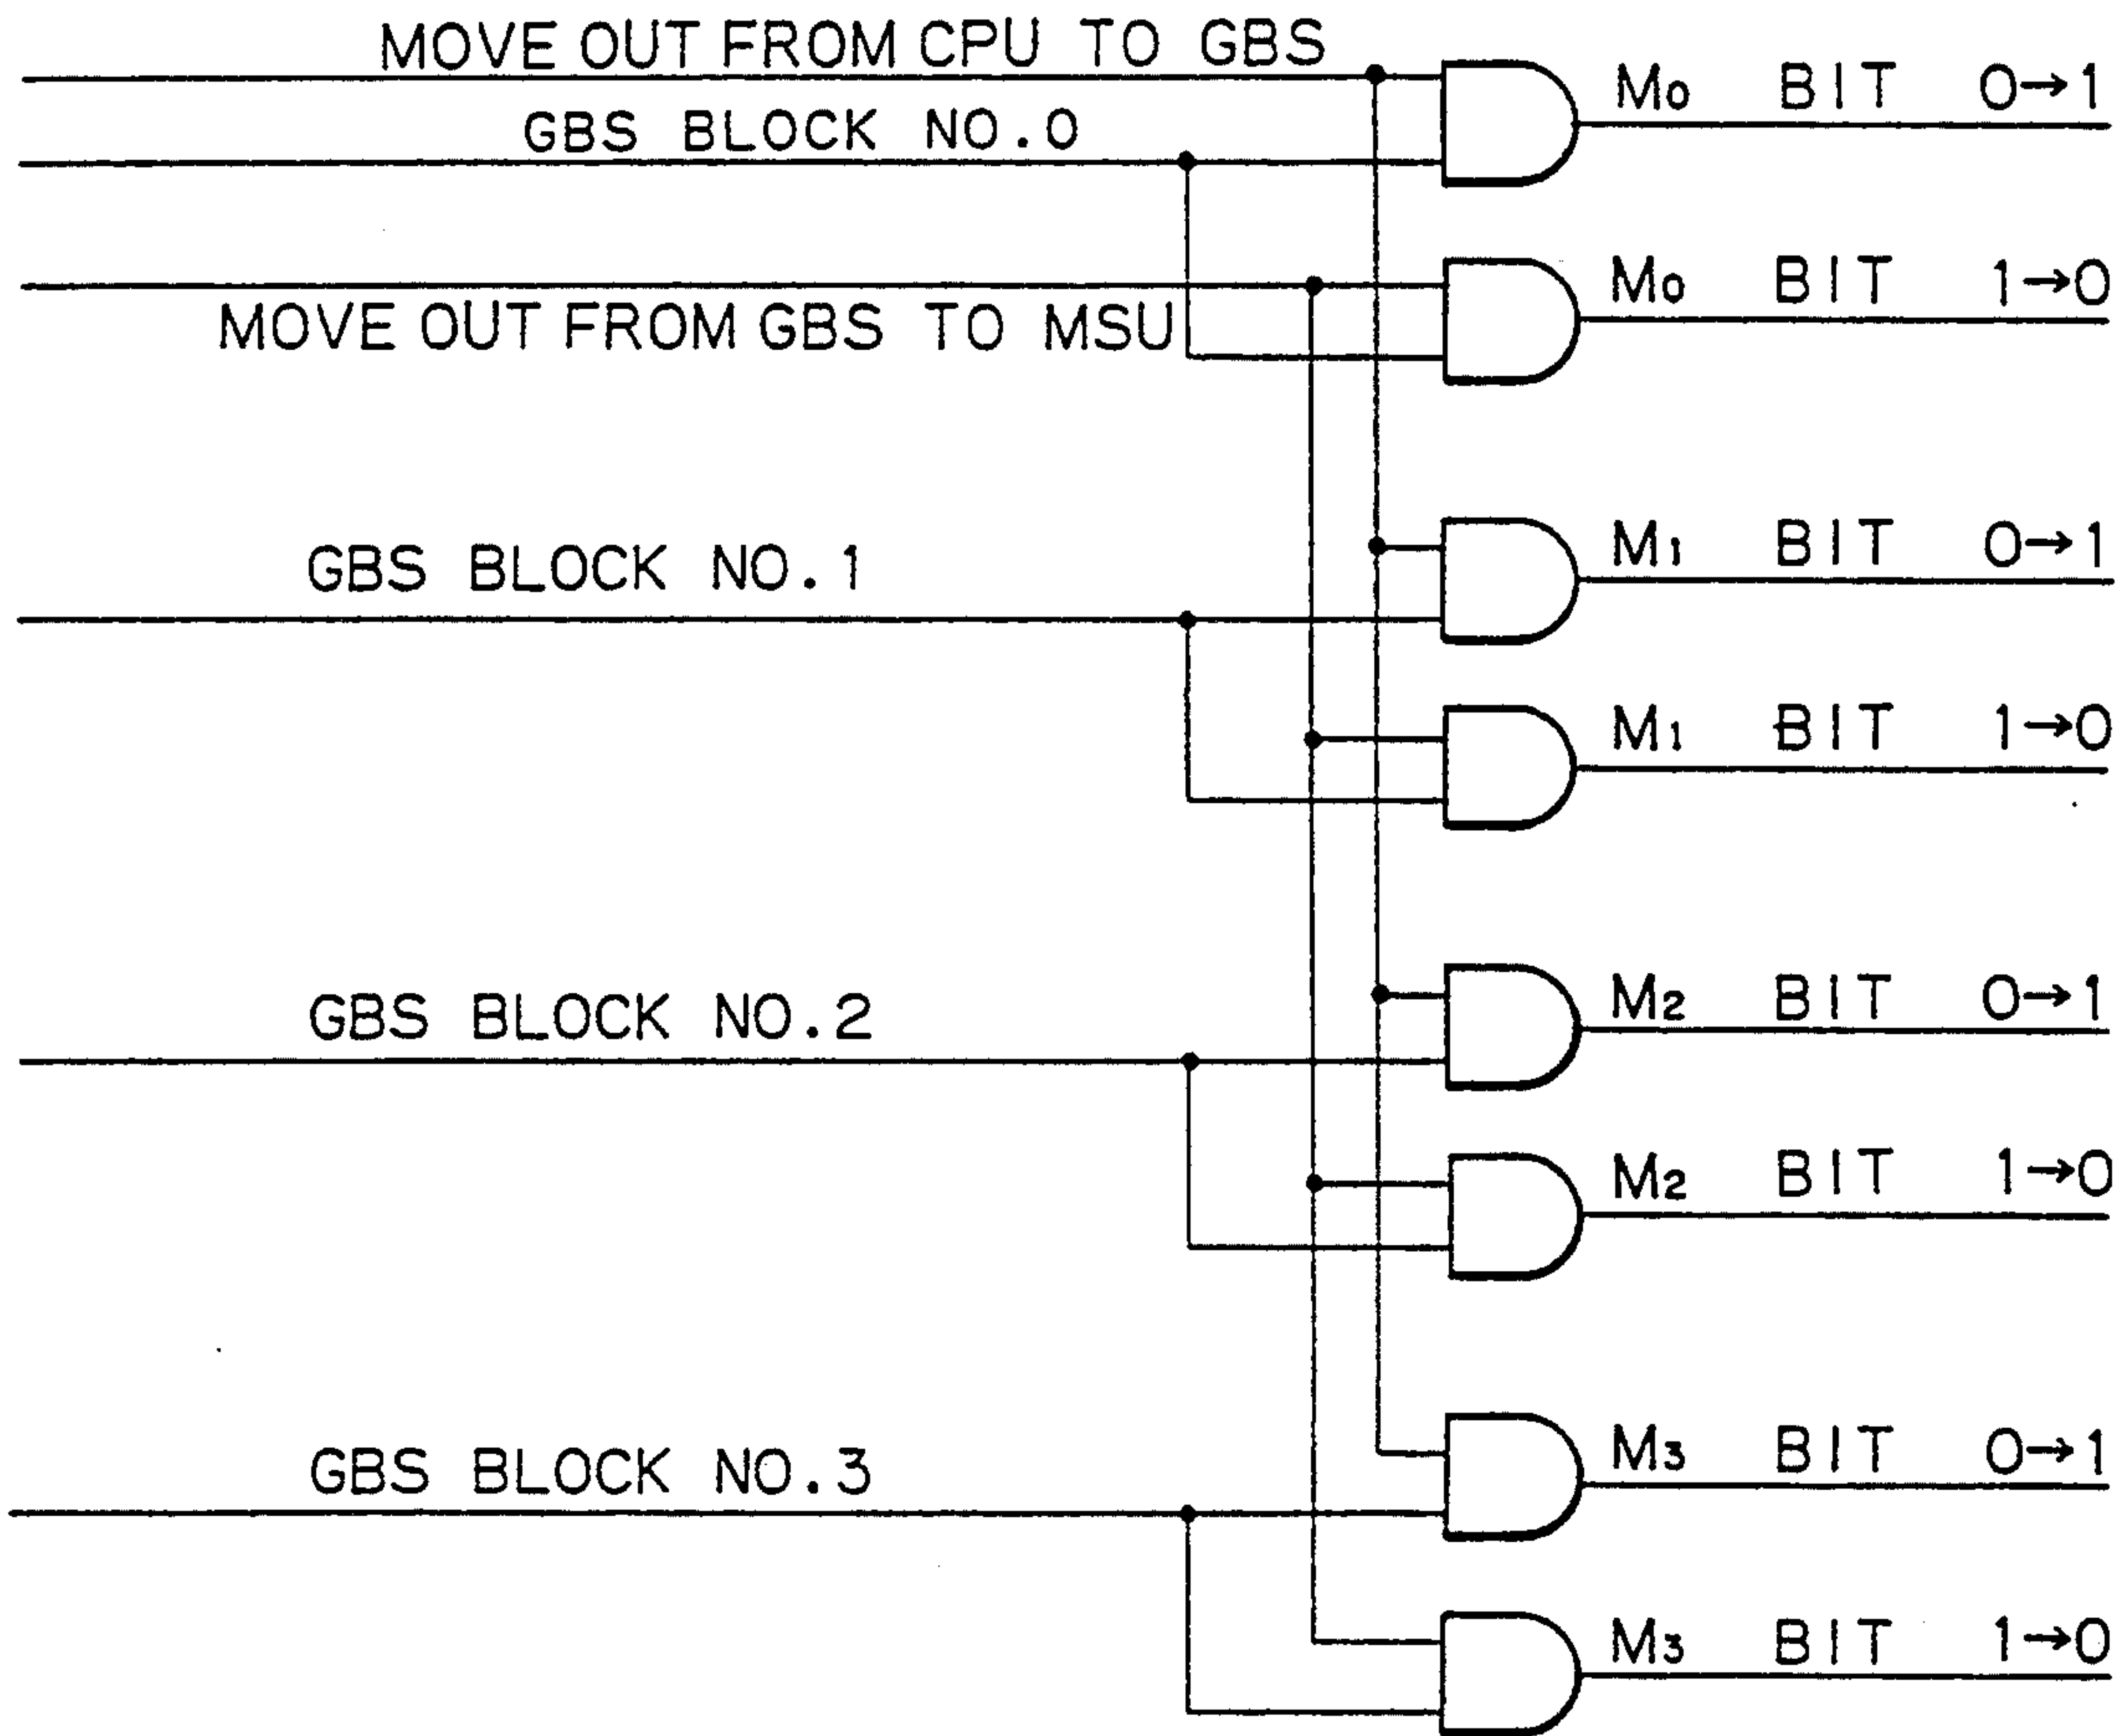 MOVE OUT FROM CPU TO GBS
M0 BIT 0→1
GBS BLOCK NO.0
M0 BIT 1→0
MOVE OUT FROM GBS TO MSU
M1 BIT 0→1
GBS BLOCK NO.1
M1 BIT 1→0
M2 BIT 0→1
GBS BLOCK NO.2
M2 BIT 1→0
M3 BIT 0→1
GBS BLOCK NO.3
M3 BIT 1→0